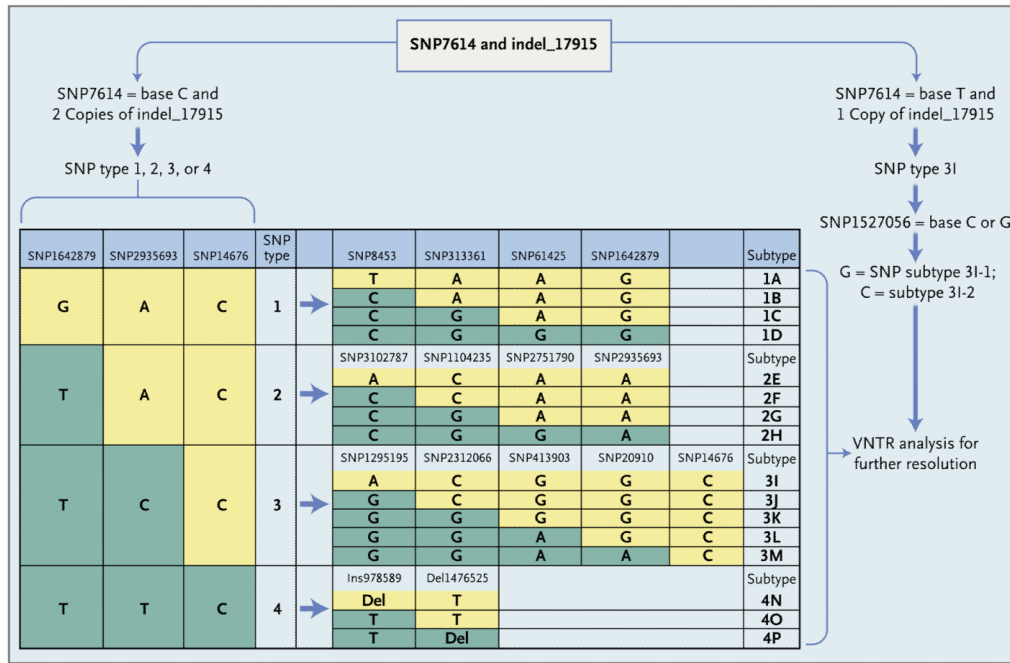 SNP7614 and indel_17915
SNP7614 = base C and
2 Copies of indel_17915
SNP type 1, 2, 3, or 4
SNP7614 = base T and
1 Copy of indel_17915
SNP type 3I
SNP1527056 = base C or G
G = SNP subtype 3I-1;
C = subtype 3I-2
VNTR analysis for
further resolution
SNP1642879 SNP2935693 SNP14676 SNP type SNP8453 SNP313361 SNP61425 SNP1642879 Subtype
G A C 1
T A A G 1A
C A A G 1B
C G A G 1C
C G G G 1D
T A C 2
SNP3102787 SNP1104235 SNP2751790 SNP2935693 Subtype
A C A A 2E
C C A A 2F
C G A A 2G
C G G A 2H
T C C 3
SNP1295195 SNP2312066 SNP413903 SNP20910 SNP14676 Subtype
A C G G C 3I
G C G G C 3J
G G G G C 3K
G G A G C 3L
G G A A C 3M
T T C 4
Ins978589 Del1476525 Subtype
Del T 4N
T T 4O
T Del 4P